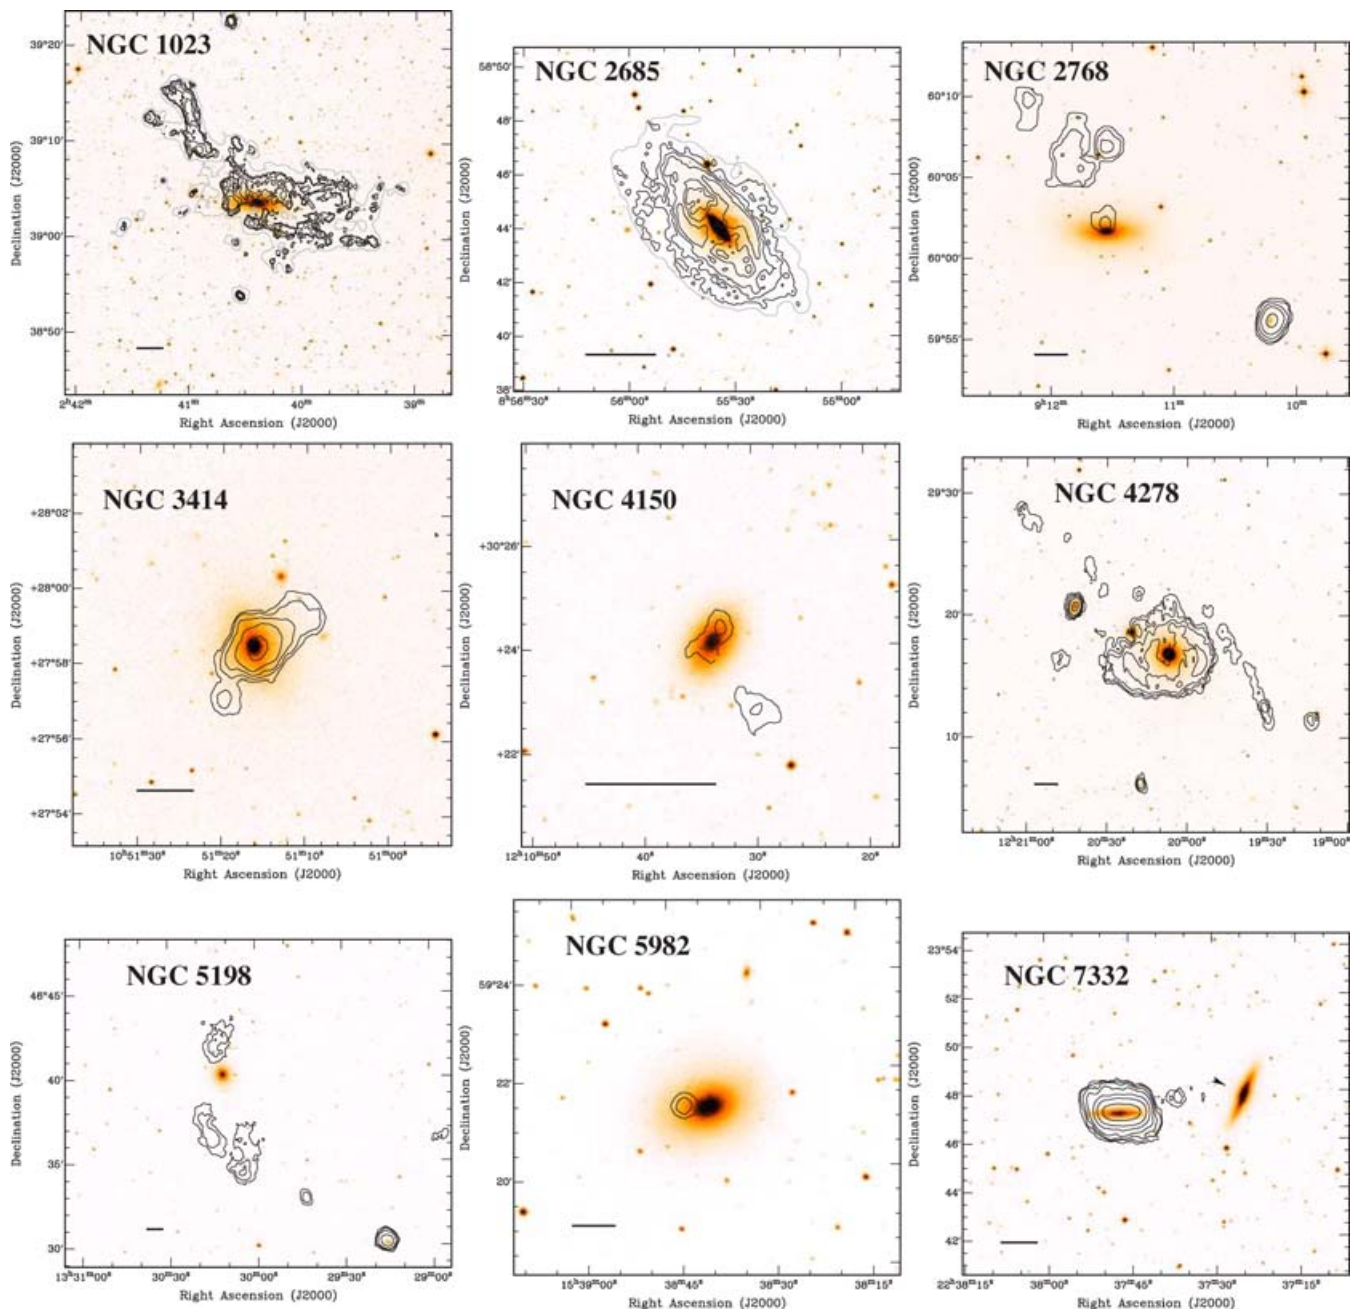 NGC 1023
39°20'
39°10'
39°00'
38°50'
Declination (J2000)
2ʰ42ᵐ 41ᵐ 40ᵐ 39ᵐ
Right Ascension (J2000)
NGC 2685
58°50'
48'
46'
44'
42'
40'
38'
Declination (J2000)
8ʰ56ᵐ30ˢ 56ᵐ00ˢ 55ᵐ30ˢ 55ᵐ00ˢ
Right Ascension (J2000)
NGC 2768
60°10'
60°05'
60°00'
59°55'
Declination (J2000)
9ʰ12ᵐ 11ᵐ 10ᵐ
Right Ascension (J2000)
NGC 3414
+28°02'
+28°00'
+27°58'
+27°56'
+27°54'
Declination (J2000)
10ʰ51ᵐ30ˢ 51ᵐ20ˢ 51ᵐ10ˢ 51ᵐ00ˢ
Right Ascension (J2000)
NGC 4150
+30°26'
+24'
+22'
Declination (J2000)
12ʰ10ᵐ50ˢ 40ˢ 30ˢ 20ˢ
Right Ascension (J2000)
NGC 4278
29°30'
20'
10'
Declination (J2000)
12ʰ21ᵐ00ˢ 20ᵐ30ˢ 20ᵐ00ˢ 19ᵐ30ˢ 19ᵐ00ˢ
Right Ascension (J2000)
NGC 5198
46°45'
40'
35'
30'
Declination (J2000)
13ʰ31ᵐ00ˢ 30ᵐ30ˢ 30ᵐ00ˢ 29ᵐ30ˢ 29ᵐ00ˢ
Right Ascension (J2000)
NGC 5982
59°24'
22'
20'
Declination (J2000)
15ʰ39ᵐ00ˢ 38ᵐ45ˢ 38ᵐ30ˢ 38ᵐ15ˢ
Right Ascension (J2000)
NGC 7332
23°54'
52'
50'
48'
46'
44'
42'
Declination (J2000)
22ʰ38ᵐ15ˢ 38ᵐ00ˢ 37ᵐ45ˢ 37ᵐ30ˢ 37ᵐ15ˢ
Right Ascension (J2000)